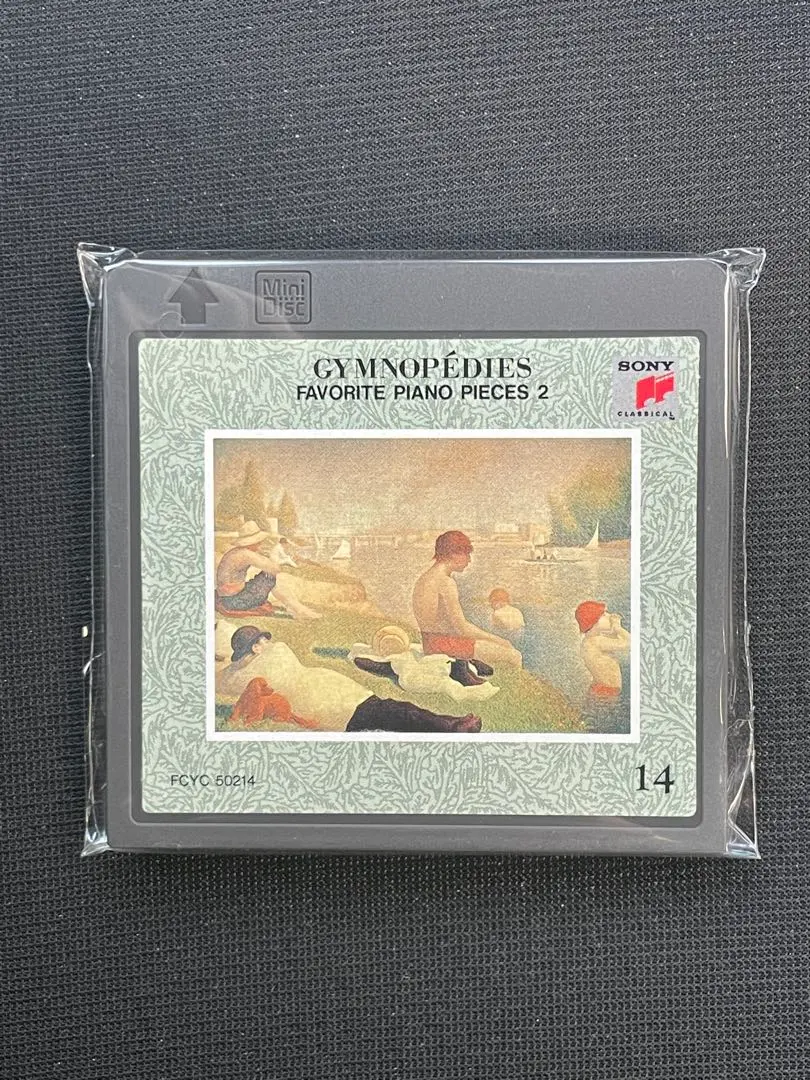 Mini
Disc
GYMNOPÉDIES
FAVORITE PIANO PIECES 2
SONY
CLASSICAL
FCYC 50214
14